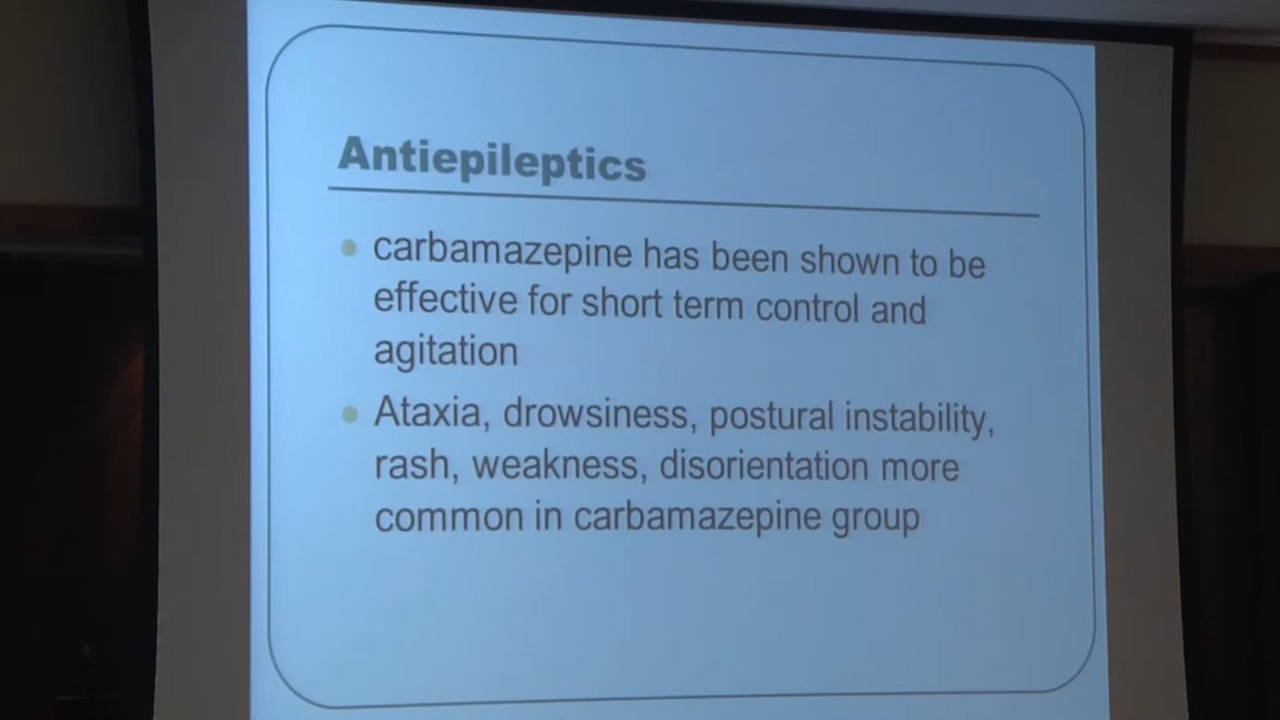 Antiepileptics
carbamazepine has been shown to be
effective for short term control and
agitation
Ataxia, drowsiness, postural instability,
rash, weakness, disorientation more
common in carbamazepine group